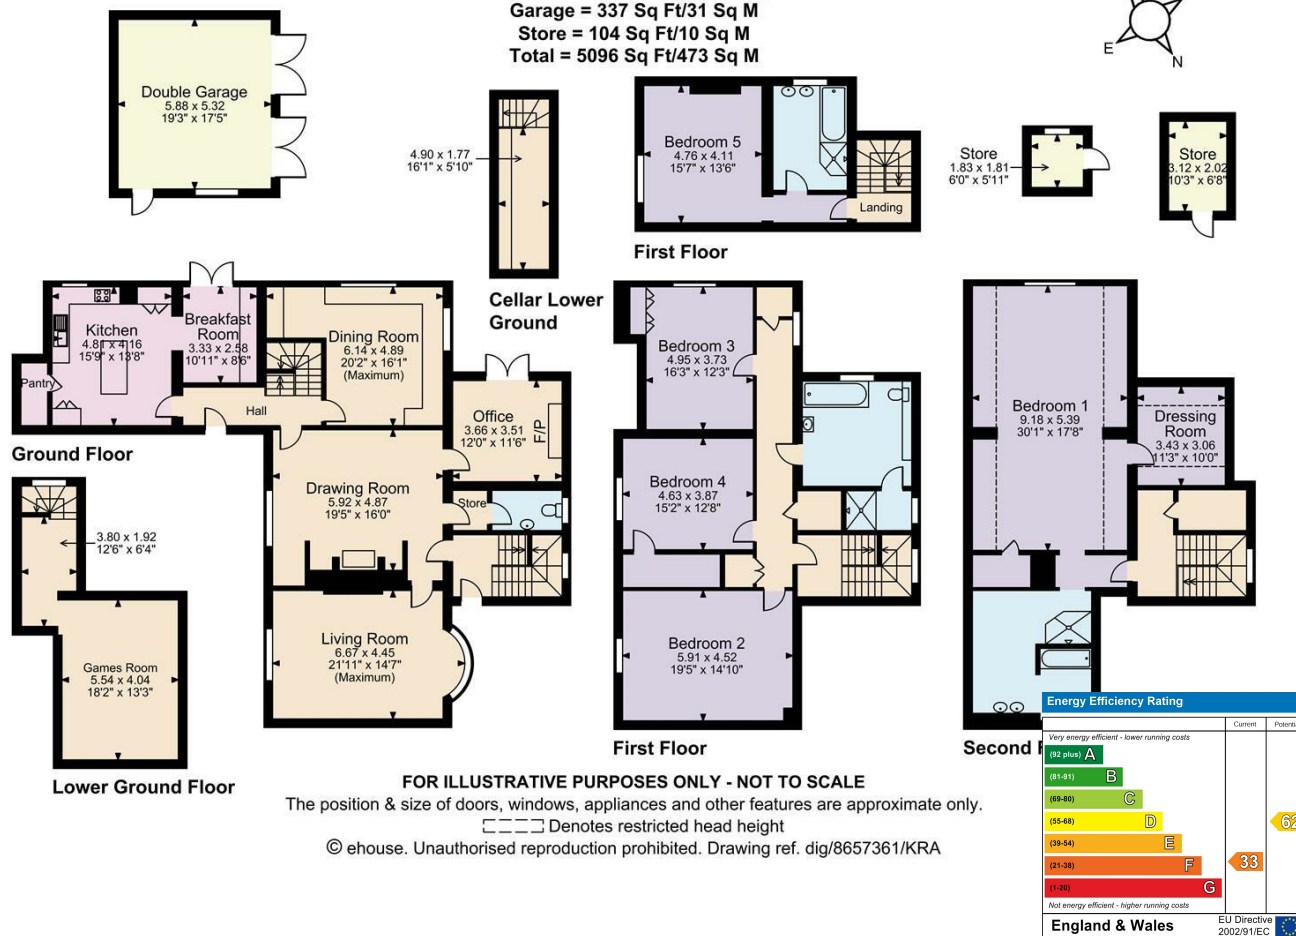 Garage = 337 Sq Ft/31 Sq M
Store = 104 Sq Ft/10 Sq M
Total = 5096 Sq Ft/473 Sq M
E
N
Double Garage
5.88 x 5.32
19'3" x 17'5"
4.90 x 1.77
16'1" x 5'10"
Cellar Lower
Ground
Bedroom 5
4.76 x 4.11
15'7" x 13'6"
Landing
First Floor
Store
1.83 x 1.81
6'0" x 5'11"
Store
3.12 x 2.02
10'3" x 6'8"
Kitchen
4.81 x 4.16
15'9" x 13'8"
Pantry
Breakfast
Room
3.33 x 2.58
10'11" x 8'6"
Dining Room
6.14 x 4.89
20'2" x 16'1"
(Maximum)
Hall
Office
3.66 x 3.51
12'0" x 11'6"
F/P
Ground Floor
Drawing Room
5.92 x 4.87
19'5" x 16'0"
Store
Living Room
6.67 x 4.45
21'11" x 14'7"
(Maximum)
3.80 x 1.92
12'6" x 6'4"
Games Room
5.54 x 4.04
18'2" x 13'3"
Lower Ground Floor
Bedroom 3
4.95 x 3.73
16'3" x 12'3"
Bedroom 4
4.63 x 3.87
15'2" x 12'8"
Bedroom 2
5.91 x 4.52
19'5" x 14'10"
First Floor
Bedroom 1
9.18 x 5.39
30'1" x 17'8"
Dressing
Room
3.43 x 3.06
11'3" x 10'0"
Second
FOR ILLUSTRATIVE PURPOSES ONLY - NOT TO SCALE
The position & size of doors, windows, appliances and other features are approximate only.
Denotes restricted head height
© ehouse. Unauthorised reproduction prohibited. Drawing ref. dig/8657361/KRA
Energy Efficiency Rating
Current
Very energy efficient - lower running costs
(92 plus) A
(81-91) B
(69-80) C
(55-68) D
62
(39-54) E
(21-38) F
33
(1-20) G
Not energy efficient - higher running costs
England & Wales
EU Directive
2002/91/EC